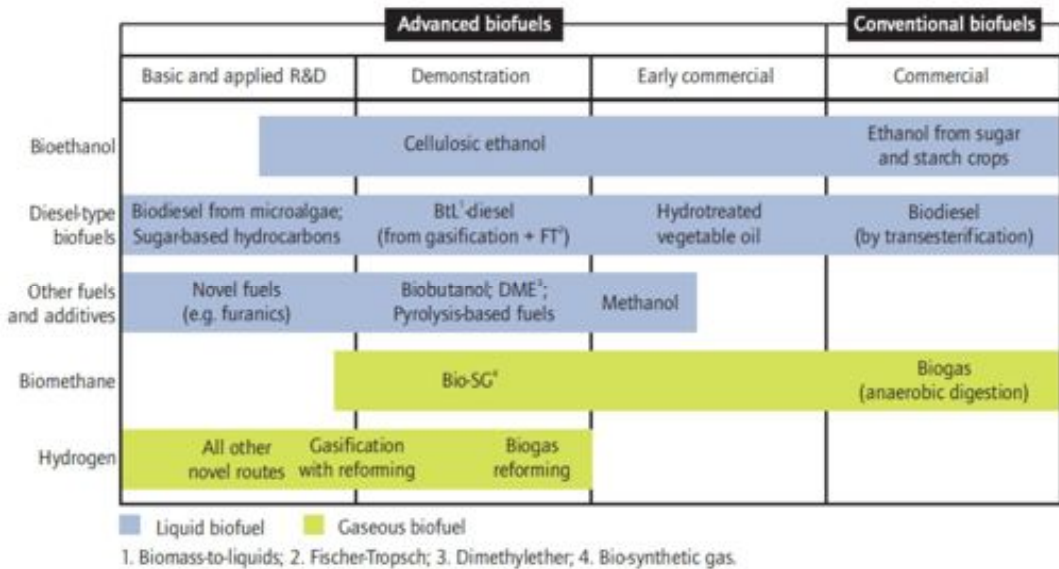 Advanced biofuels Conventional biofuels
Basic and applied R&D Demonstration Early commercial Commercial
Bioethanol
Cellulosic ethanol
Ethanol from sugar
and starch crops
Diesel-type
biofuels
Biodiesel from microalgae;
Sugar-based hydrocarbons
BtL¹-diesel
(from gasification + FT²)
Hydrotreated
vegetable oil
Biodiesel
(by transesterification)
Other fuels
and additives
Novel fuels
(e.g. furanics)
Biobutanol; DME³;
Pyrolysis-based fuels
Methanol
Biomethane
Bio-SG⁴
Biogas
(anaerobic digestion)
Hydrogen
All other
novel routes
Gasification
with reforming
Biogas
reforming
Liquid biofuel Gaseous biofuel
1. Biomass-to-liquids; 2. Fischer-Tropsch; 3. Dimethylether; 4. Bio-synthetic gas.